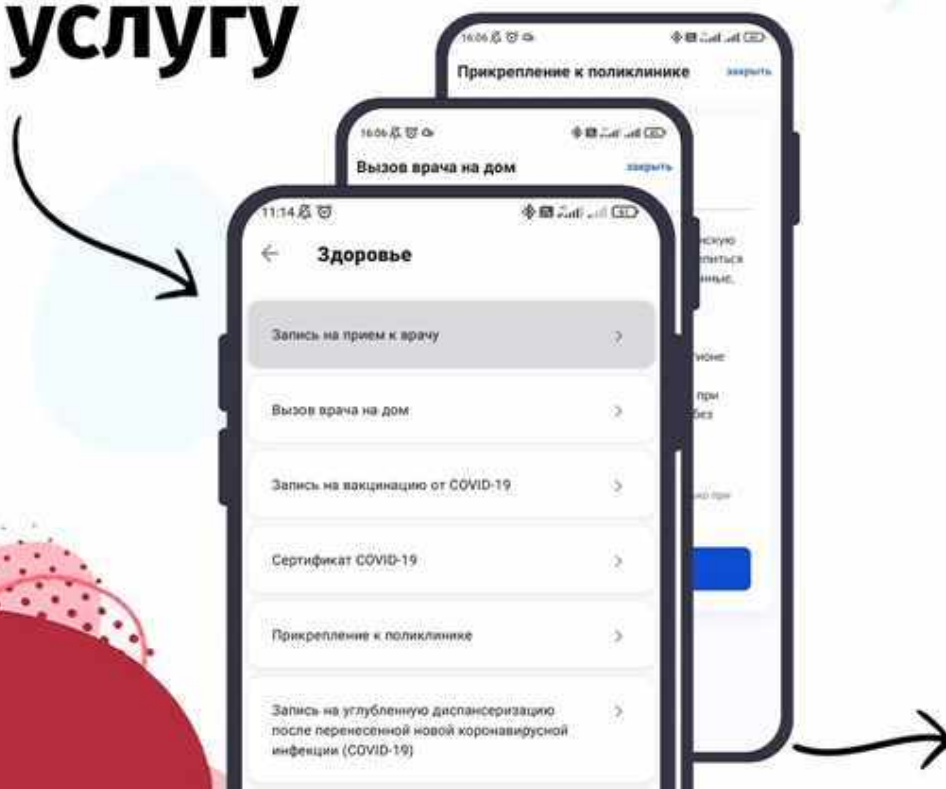 услугу
16:06
Прикрепление к поликлинике
закрыть
16:06
Вызов врача на дом
закрыть
11:14
Здоровье
Запись на прием к врачу
Вызов врача на дом
Запись на вакцинацию от COVID-19
Сертификат COVID-19
Прикрепление к поликлинике
Запись на углубленную диспансеризацию
после перенесенной новой коронавирусной
инфекции (COVID-19)
при
без